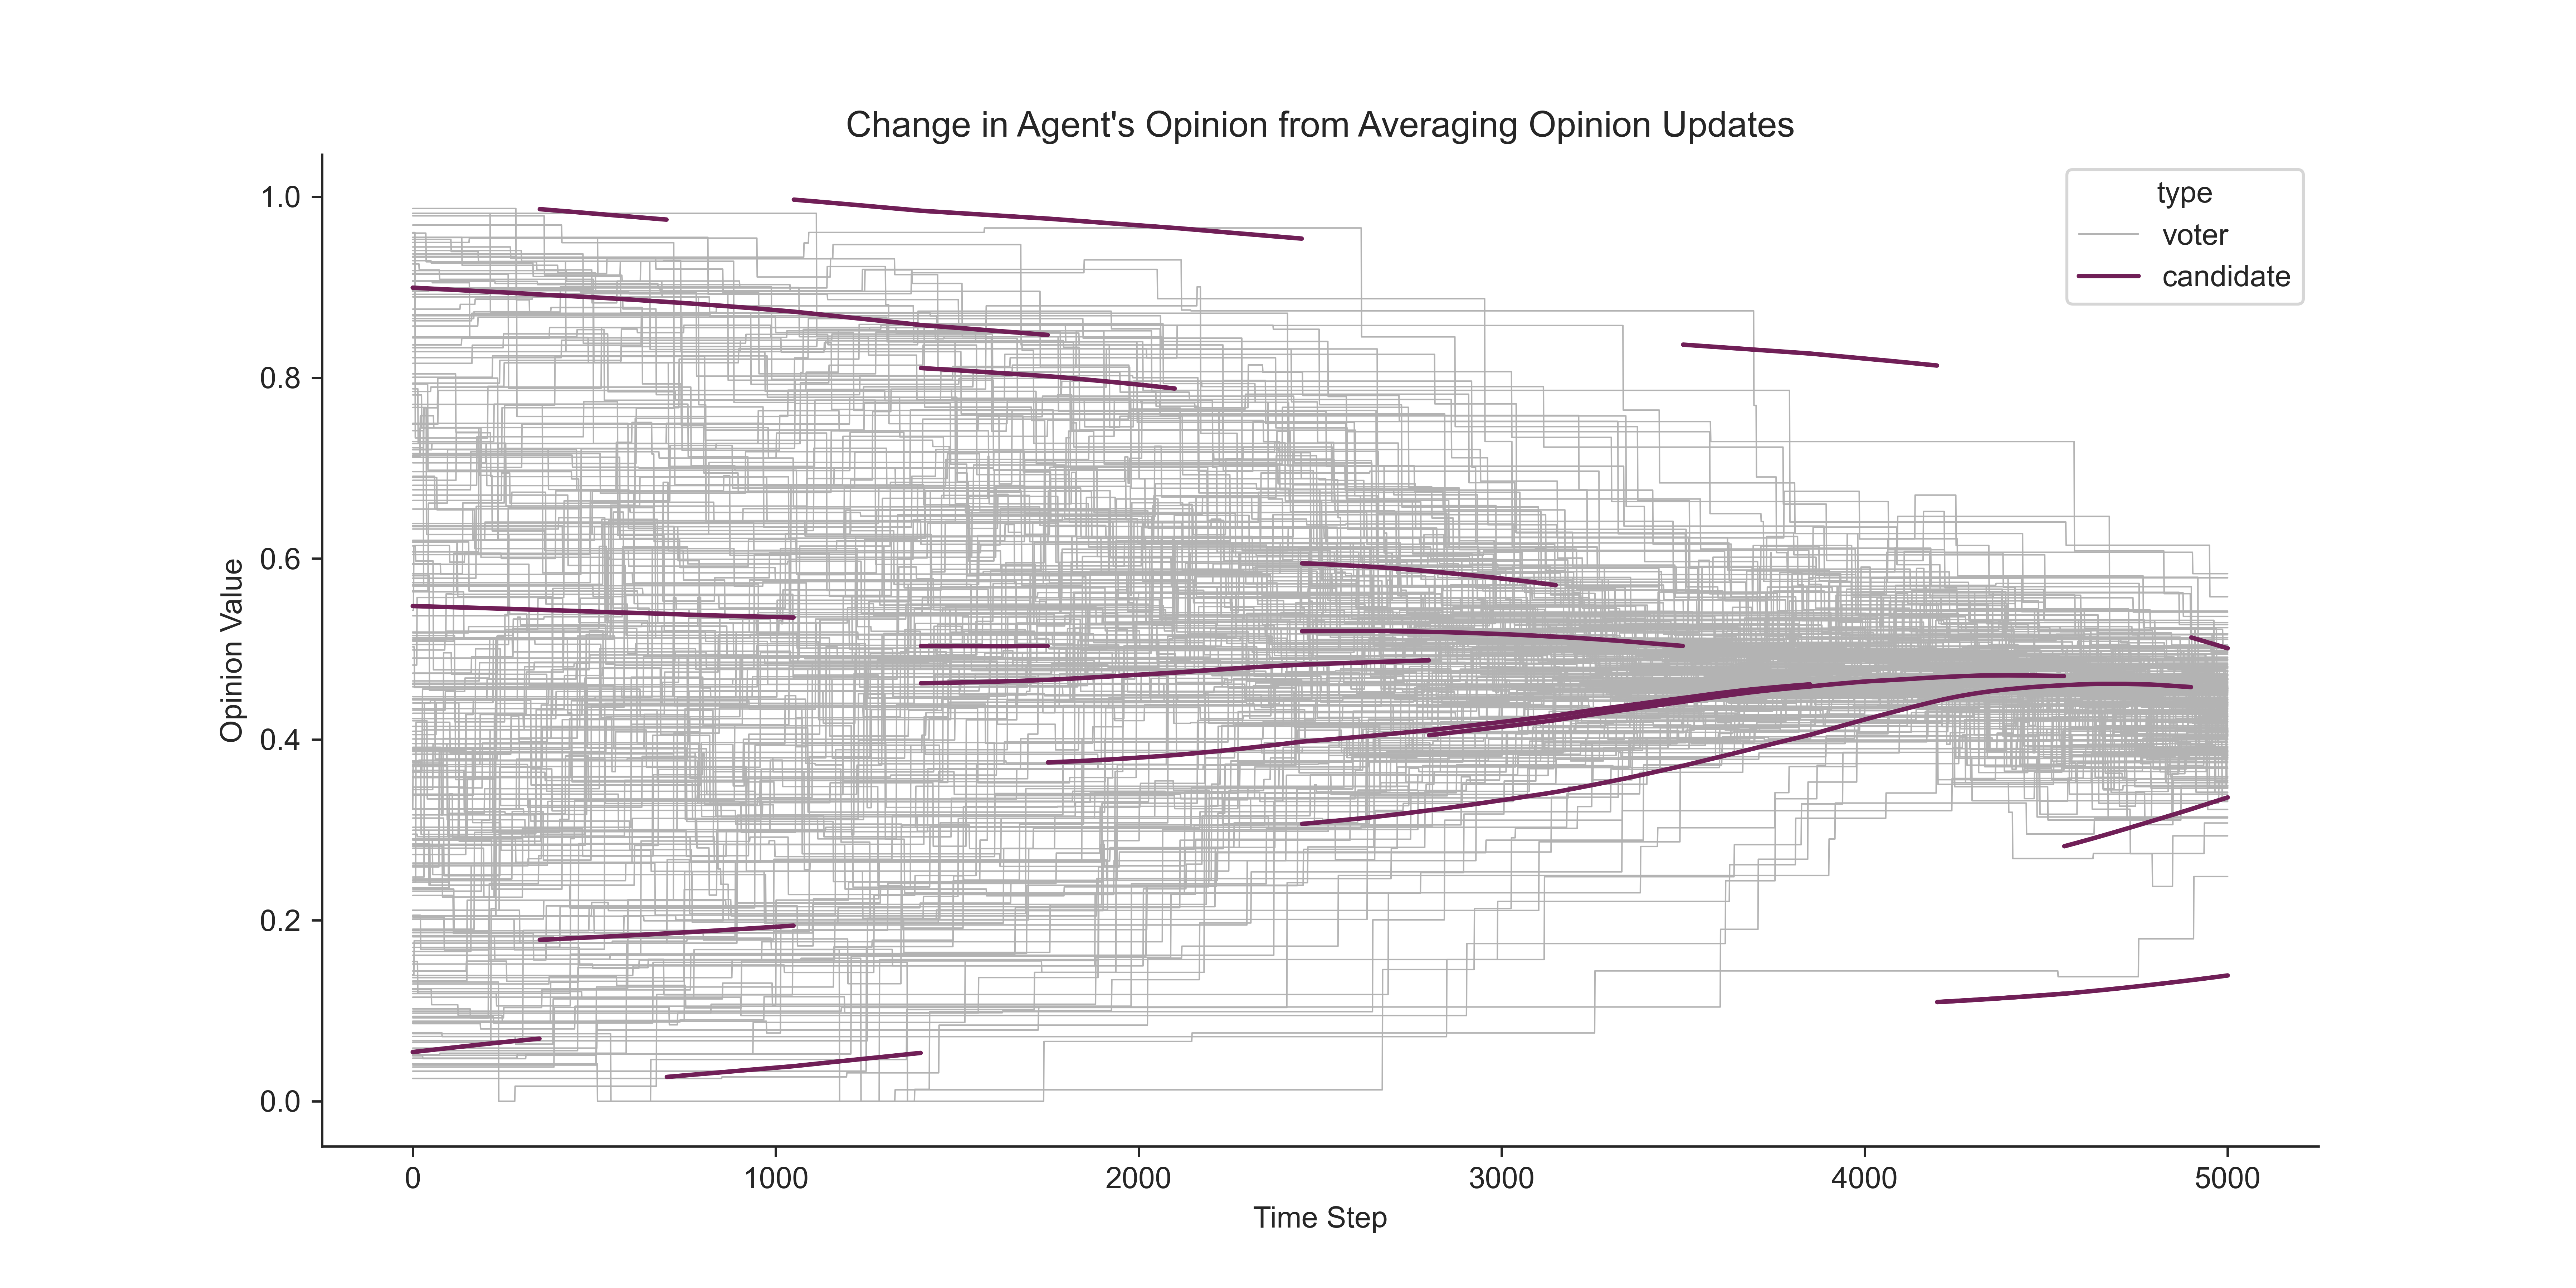 Change in Agent's Opinion from Averaging Opinion Updates
type
voter
candidate
Opinion Value
1.0
0.8
0.6
0.4
0.2
0.0
0
1000
2000
3000
4000
5000
Time Step